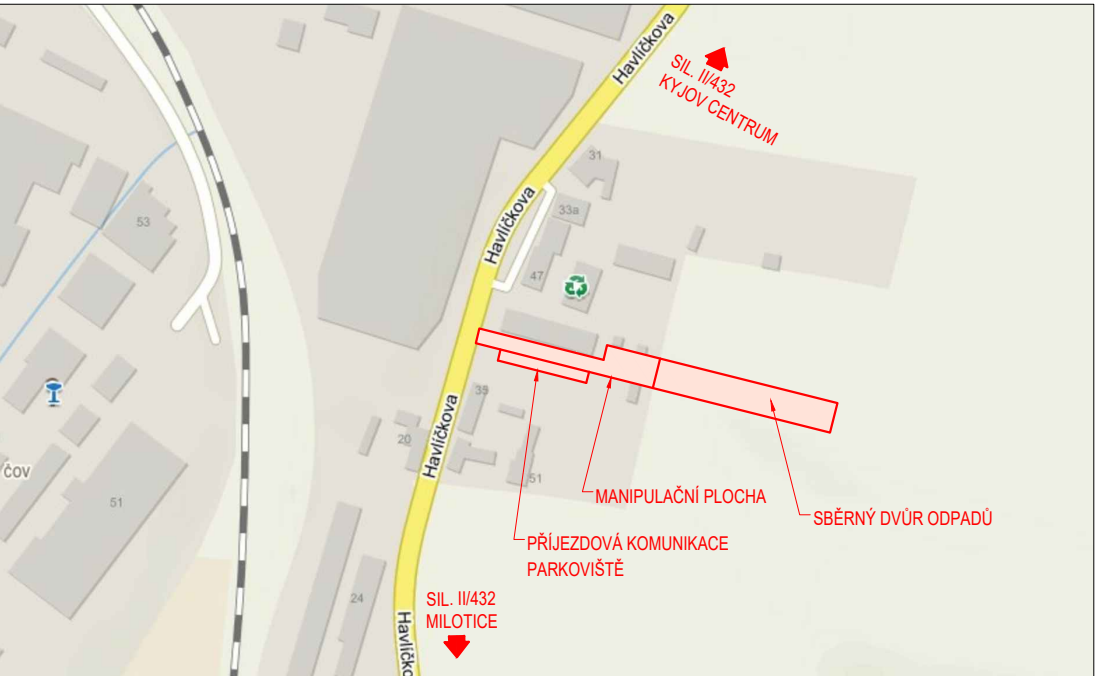 Havlíčkova
SIL. II/432
KYJOV CENTRUM
31
53
33a
Havlíčkova
47
35
Havlíčkova
20
ČOV
51
51
MANIPULAČNÍ PLOCHA
SBĚRNÝ DVŮR ODPADŮ
PŘÍJEZDOVÁ KOMUNIKACE
PARKOVIŠTĚ
24
SIL. II/432
MILOTICE
Havlíčko